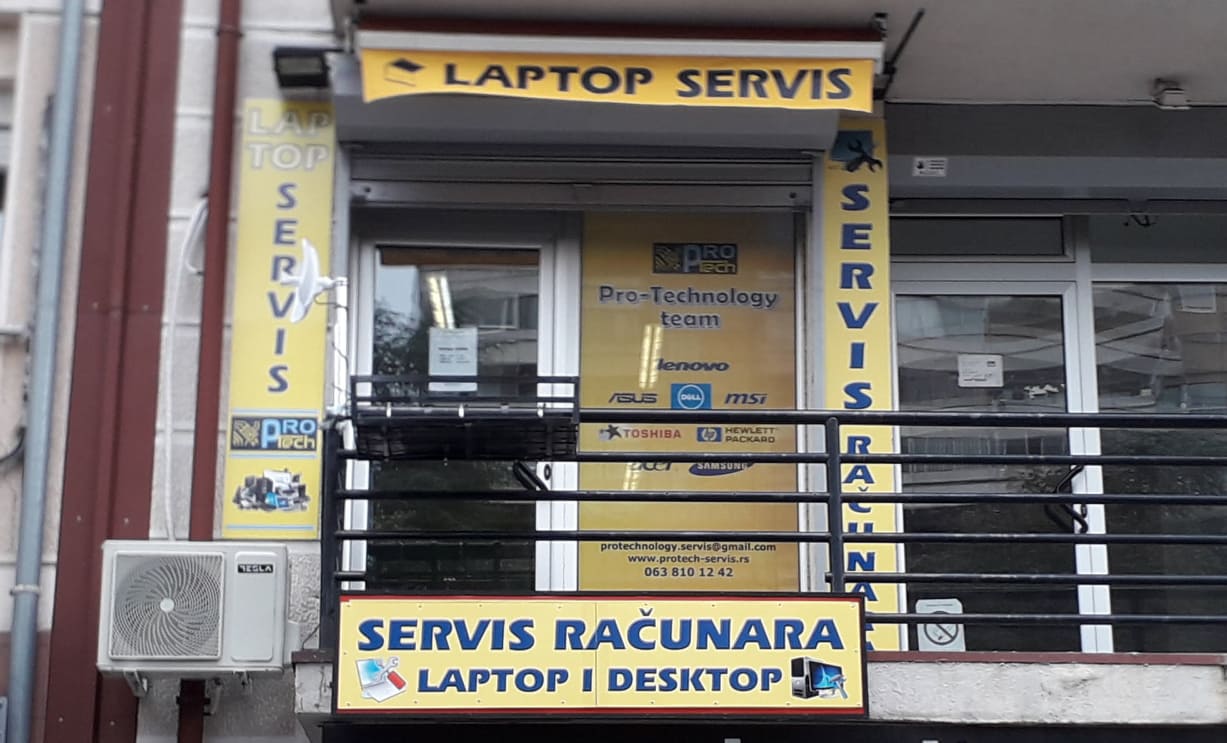 LAPTOP SERVIS
LAP
TOP
SERVIS
PRO
Tech
SERVIS RAČUNARA
PRO
Tech
Pro-Technology
team
lenovo
ASUS DELL msi
TOSHIBA hp HEWLETT
PACKARD
acer SAMSUNG
protechnology.servis@gmail.com
www.protech-servis.rs
063 810 12 42
TESLA
SERVIS RAČUNARA
LAPTOP I DESKTOP